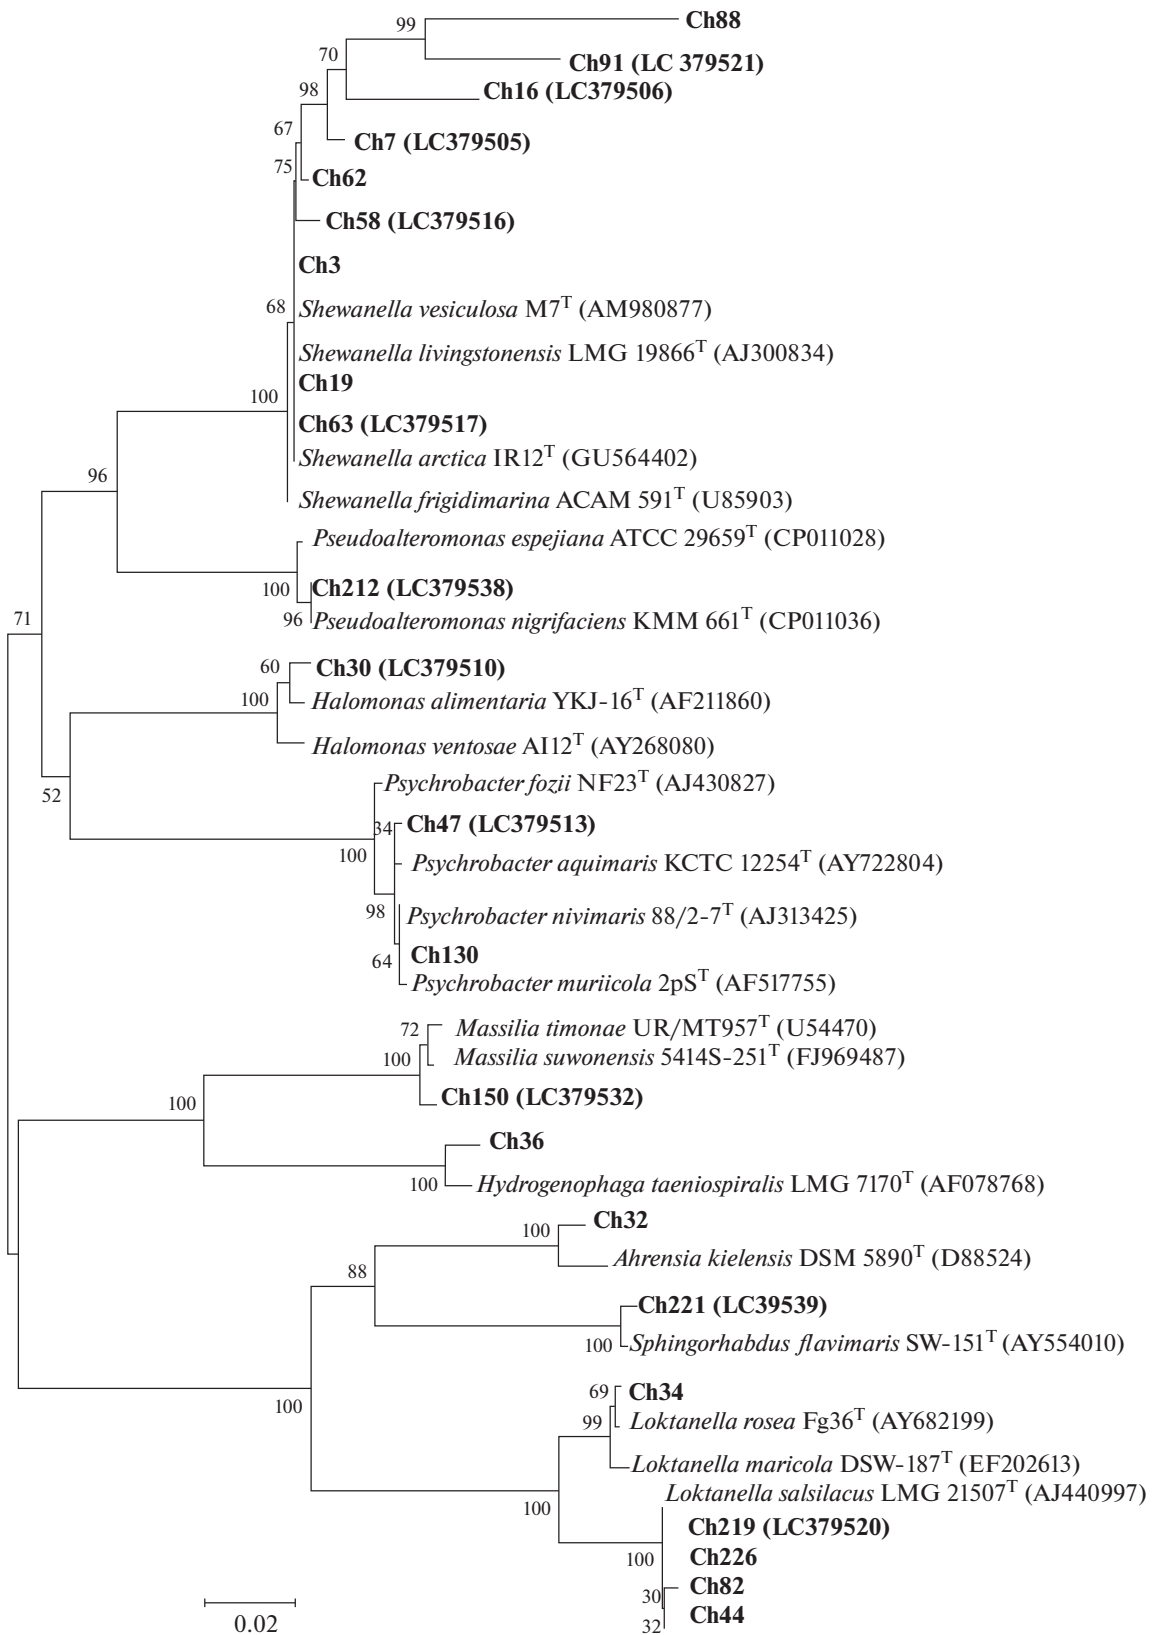 99
Ch88
70
Ch91 (LC 379521)
98
Ch16 (LC379506)
67
Ch7 (LC379505)
75
Ch62
Ch58 (LC379516)
Ch3
68
Shewanella vesiculosa M7ᵀ (AM980877)
Shewanella livingstonensis LMG 19866ᵀ (AJ300834)
Ch19
100
Ch63 (LC379517)
Shewanella arctica IR12ᵀ (GU564402)
96
Shewanella frigidimarina ACAM 591ᵀ (U85903)
Pseudoalteromonas espejiana ATCC 29659ᵀ (CP011028)
100
Ch212 (LC379538)
96
Pseudoalteromonas nigrifaciens KMM 661ᵀ (CP011036)
71
60
Ch30 (LC379510)
100
Halomonas alimentaria YKJ-16ᵀ (AF211860)
Halomonas ventosae AI12ᵀ (AY268080)
52
Psychrobacter fozii NF23ᵀ (AJ430827)
34
Ch47 (LC379513)
100
Psychrobacter aquimaris KCTC 12254ᵀ (AY722804)
98
Psychrobacter nivimaris 88/2-7ᵀ (AJ313425)
Ch130
64
Psychrobacter muriicola 2pSᵀ (AF517755)
72
Massilia timonae UR/MT957ᵀ (U54470)
100
Massilia suwonensis 5414S-251ᵀ (FJ969487)
Ch150 (LC379532)
100
Ch36
100
Hydrogenophaga taeniospiralis LMG 7170ᵀ (AF078768)
100
Ch32
Ahrensia kielensis DSM 5890ᵀ (D88524)
88
Ch221 (LC39539)
100
Sphingorhabdus flavimaris SW-151ᵀ (AY554010)
100
69
Ch34
99
Loktanella rosea Fg36ᵀ (AY682199)
Loktanella maricola DSW-187ᵀ (EF202613)
Loktanella salsilacus LMG 21507ᵀ (AJ440997)
100
Ch219 (LC379520)
100
Ch226
30
Ch82
32
Ch44
0.02